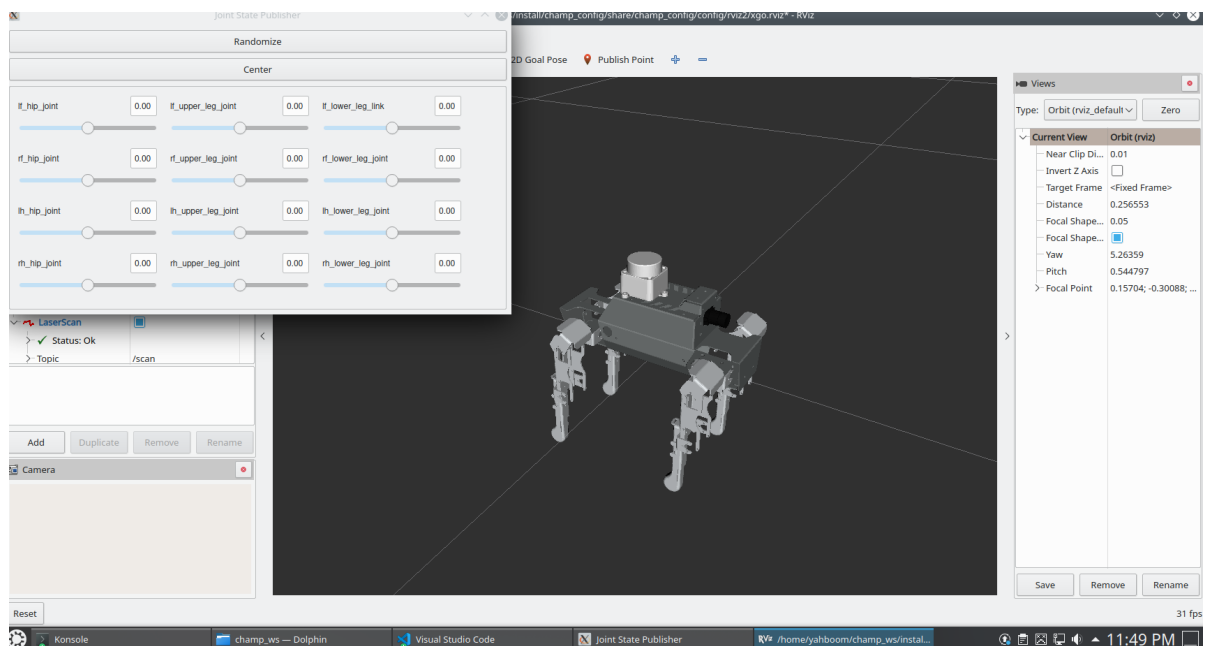 Joint State Publisher
/install/champ_config/share/champ_config/config/rviz2/xgo.rviz* - RViz
Randomize
Center
lf_hip_joint 0.00 lf_upper_leg_joint 0.00 lf_lower_leg_link 0.00
rf_hip_joint 0.00 rf_upper_leg_joint 0.00 rf_lower_leg_joint 0.00
lh_hip_joint 0.00 lh_upper_leg_joint 0.00 lh_lower_leg_joint 0.00
rh_hip_joint 0.00 rh_upper_leg_joint 0.00 rh_lower_leg_joint 0.00
2D Goal Pose Publish Point
LaserScan
Status: Ok
Topic /scan
Add Duplicate Remove Rename
Camera
Reset
Views
Type: Orbit (rviz_default Zero
Current View Orbit (rviz)
Near Clip Di... 0.01
Invert Z Axis
Target Frame <Fixed Frame>
Distance 0.256553
Focal Shape... 0.05
Focal Shape...
Yaw 5.26359
Pitch 0.544797
Focal Point 0.15704; -0.30088; ...
Save Remove Rename
31 fps
Konsole champ_ws — Dolphin Visual Studio Code Joint State Publisher RViz /home/yahboom/champ_ws/instal... 11:49 PM